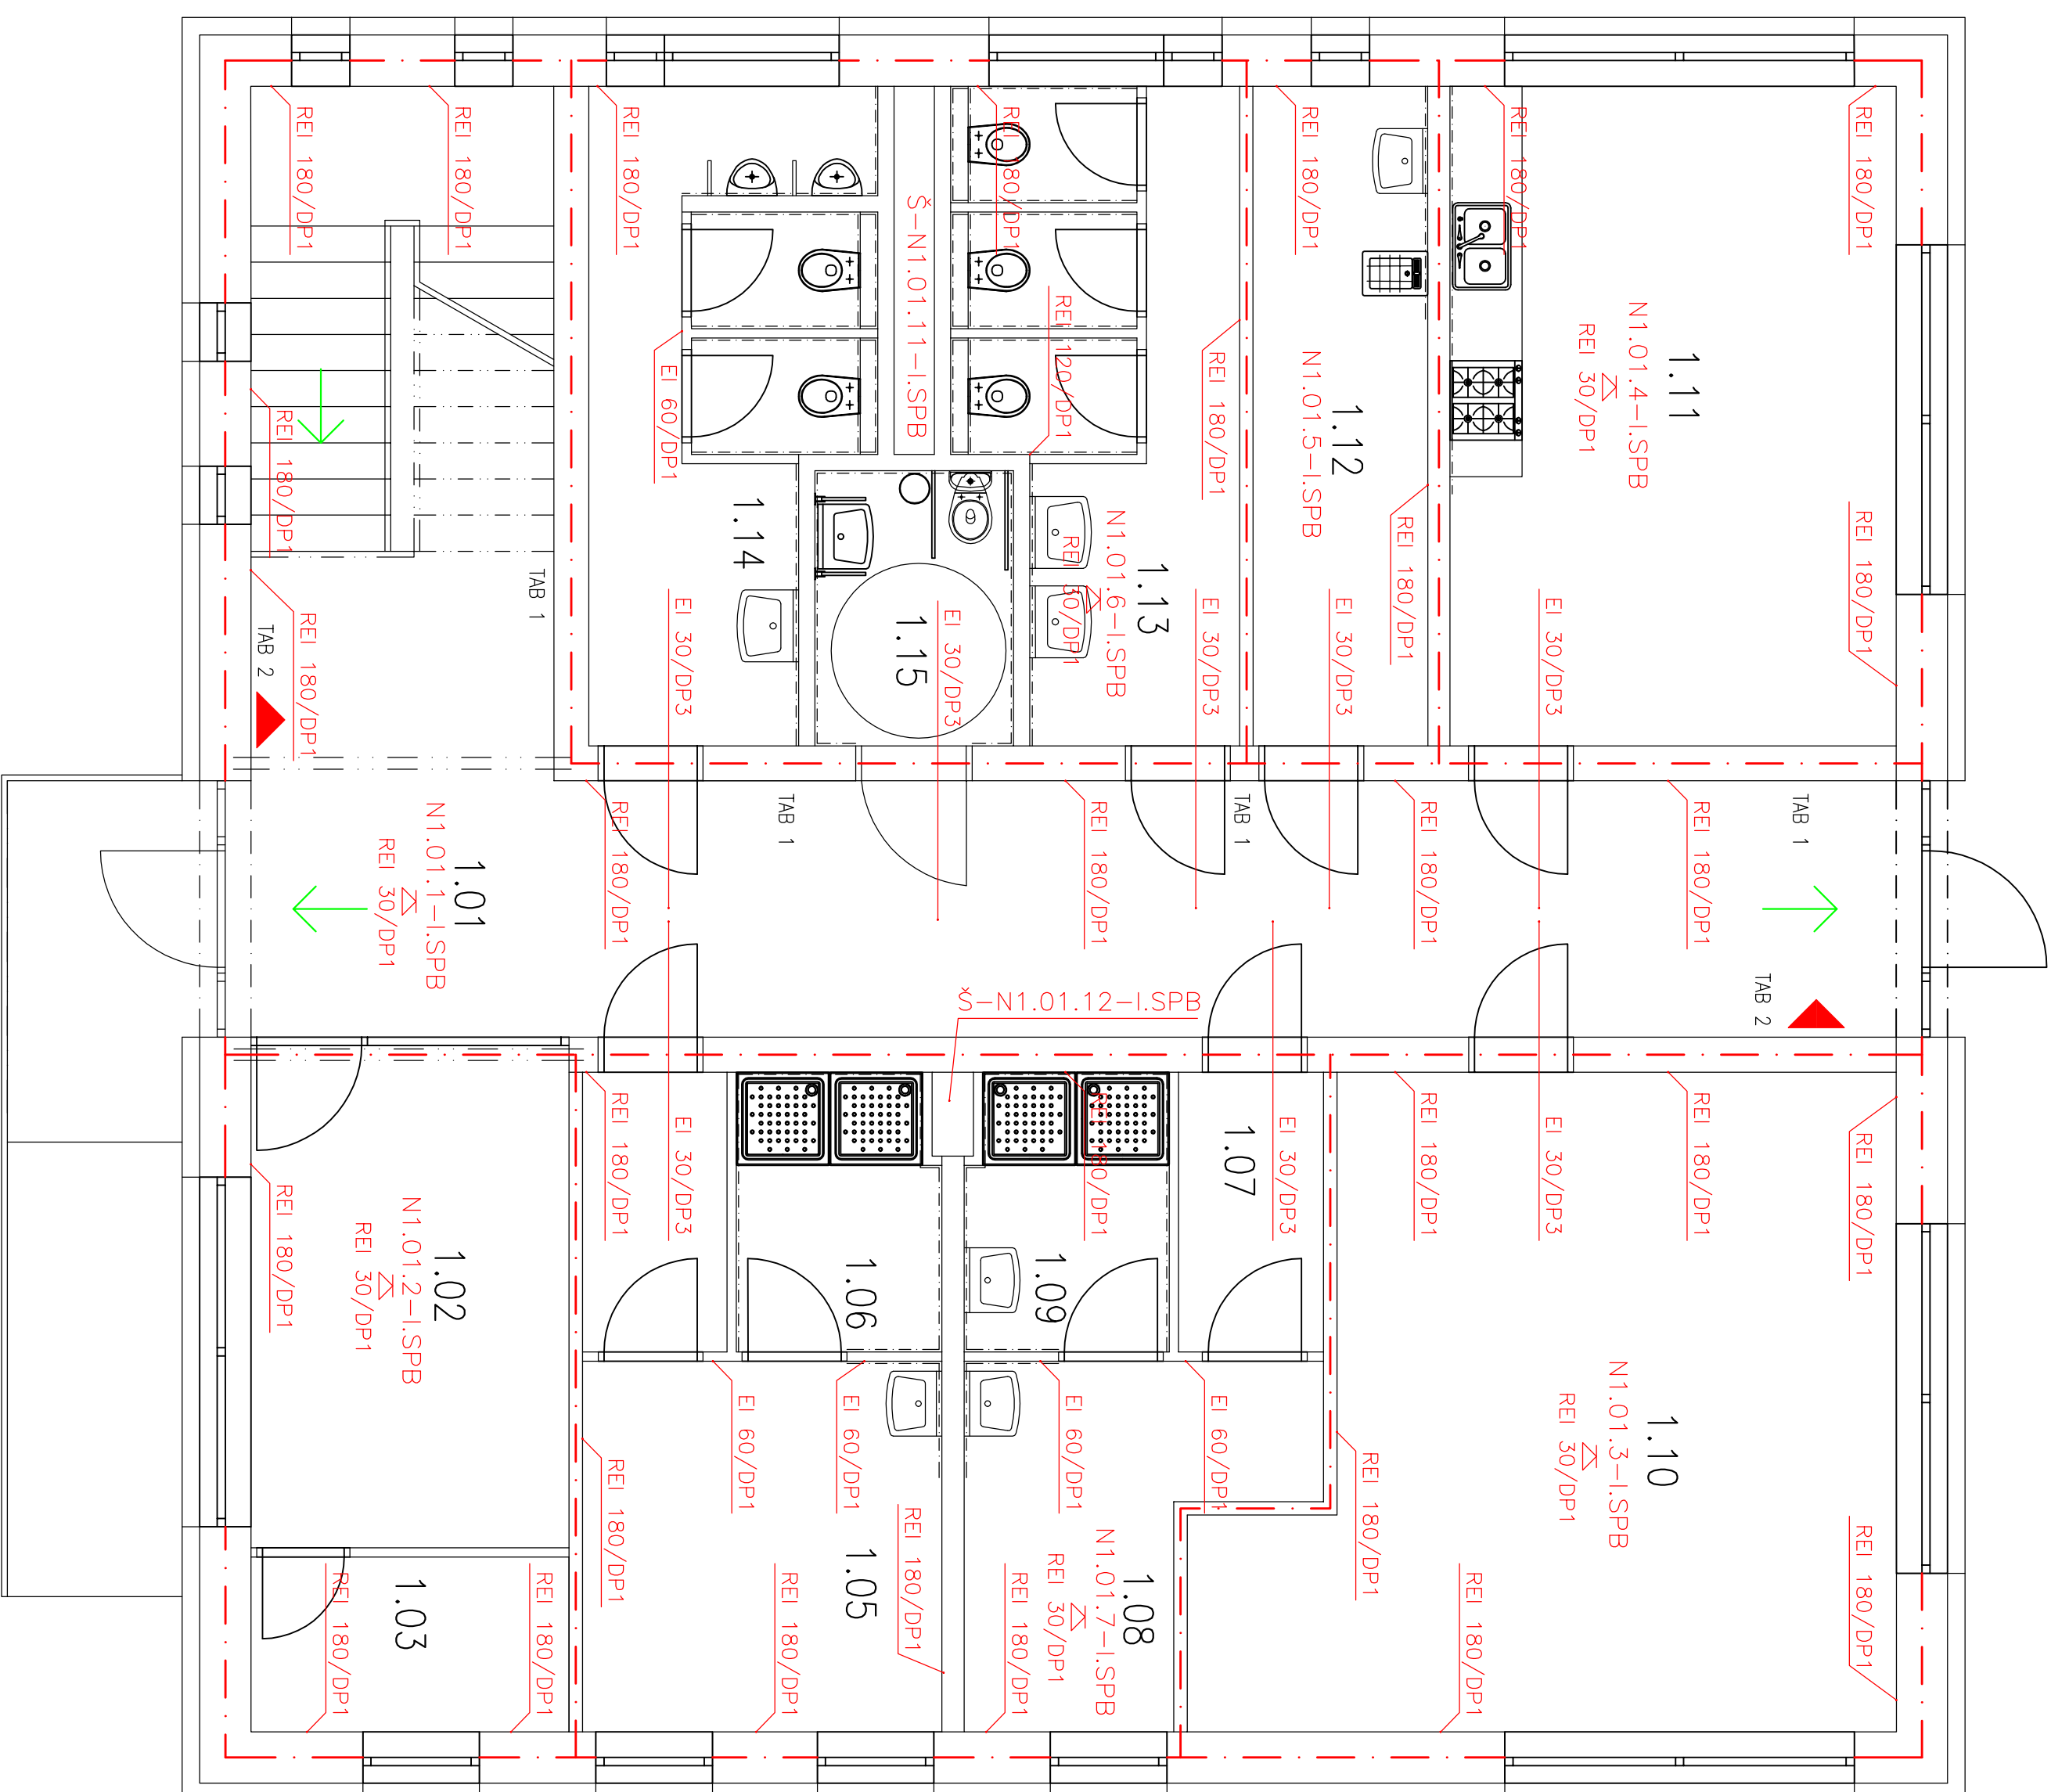 REI 180/DP1
REI 180/DP1
REI 180/DP1
REI 180/DP1
REI 180/DP1
REI 180/DP1
REI 180/DP1
Š-N1.01.11-I.SPB
REI 120/DP1
1.11
N1.01.4-I.SPB
REI 30/DP1
REI 180/DP1
1.12
N1.01.5-I.SPB
EI 60/DP1
REI 180/DP1
REI 180/DP1
REI 180/DP1
1.14
1.13
N1.01.6-I.SPB
REI 30/DP1
TAB 1
EI 30/DP3
1.15
EI 30/DP3
EI 30/DP3
EI 30/DP3
EI 30/DP3
REI 180/DP1
TAB 2
TAB 1
TAB 1
TAB 1
REI 180/DP1
REI 180/DP1
REI 180/DP1
REI 180/DP1
1.01
N1.01.1-I.SPB
REI 30/DP1
TAB 2
Š-N1.01.12-I.SPB
REI 180/DP1
REI 180/DP1
REI 180/DP1
REI 180/DP1
EI 30/DP3
EI 30/DP3
EI 30/DP3
1.07
REI 180/DP1
REI 180/DP1
1.02
N1.01.2-I.SPB
REI 30/DP1
1.06
1.09
EI 60/DP1
EI 60/DP1
EI 60/DP1
EI 60/DP1
1.10
N1.01.3-I.SPB
REI 30/DP1
REI 180/DP1
REI 180/DP1
REI 180/DP1
REI 180/DP1
1.03
1.05
1.08
N1.01.7-I.SPB
REI 30/DP1
REI 180/DP1
REI 180/DP1
REI 180/DP1
REI 180/DP1
REI 180/DP1